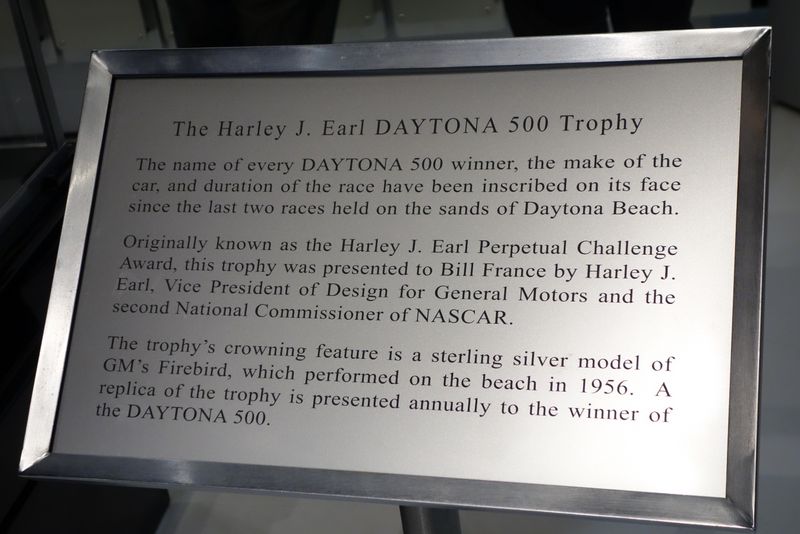 The Harley J. Earl DAYTONA 500 Trophy
The name of every DAYTONA 500 winner, the make of the
car, and duration of the race have been inscribed on its face
since the last two races held on the sands of Daytona Beach.
Originally known as the Harley J. Earl Perpetual Challenge
Award, this trophy was presented to Bill France by Harley J.
Earl, Vice President of Design for General Motors and the
second National Commissioner of NASCAR.
The trophy's crowning feature is a sterling silver model of
GM's Firebird, which performed on the beach in 1956. A
replica of the trophy is presented annually to the winner of
the DAYTONA 500.